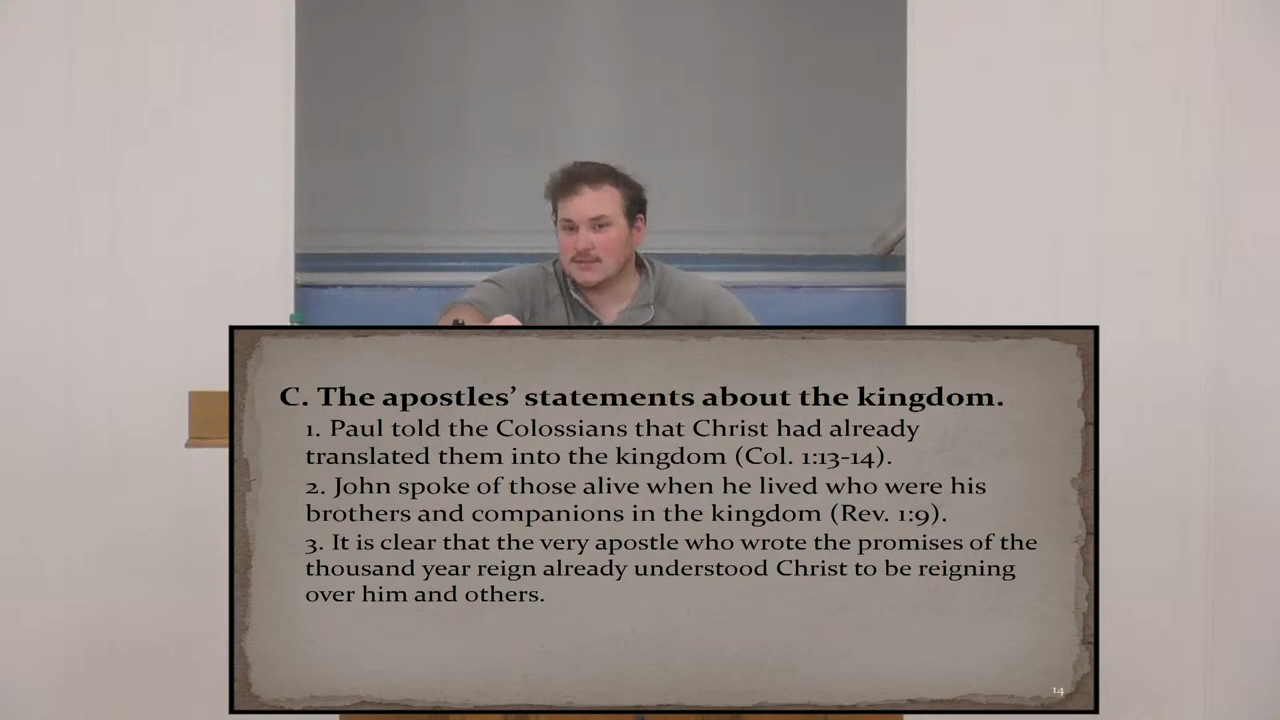 C. The apostles’ statements about the kingdom.
1. Paul told the Colossians that Christ had already
translated them into the kingdom (Col. 1:13-14).
2. John spoke of those alive when he lived who were his
brothers and companions in the kingdom (Rev. 1:9).
3. It is clear that the very apostle who wrote the promises of the
thousand year reign already understood Christ to be reigning
over him and others.
14